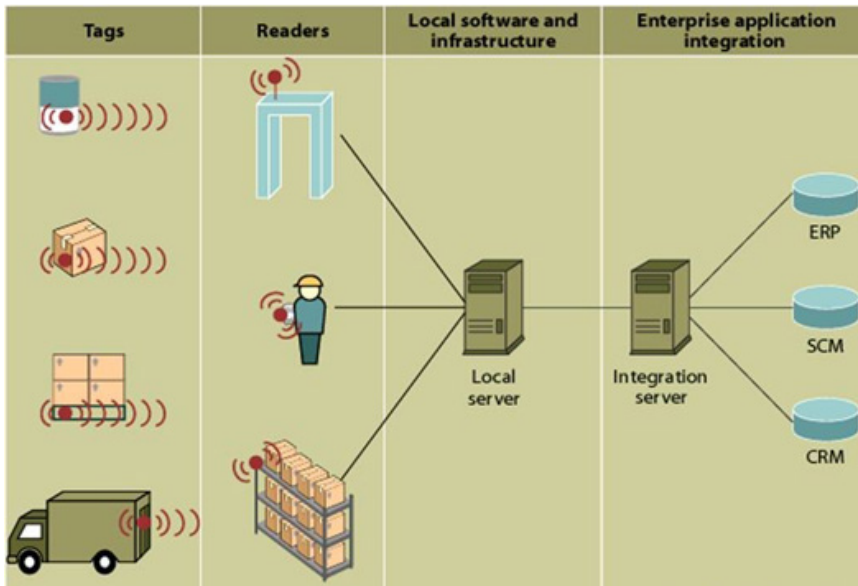 Tags
Readers
Local software and
infrastructure
Enterprise application
integration
ERP
SCM
CRM
Local
server
Integration
server